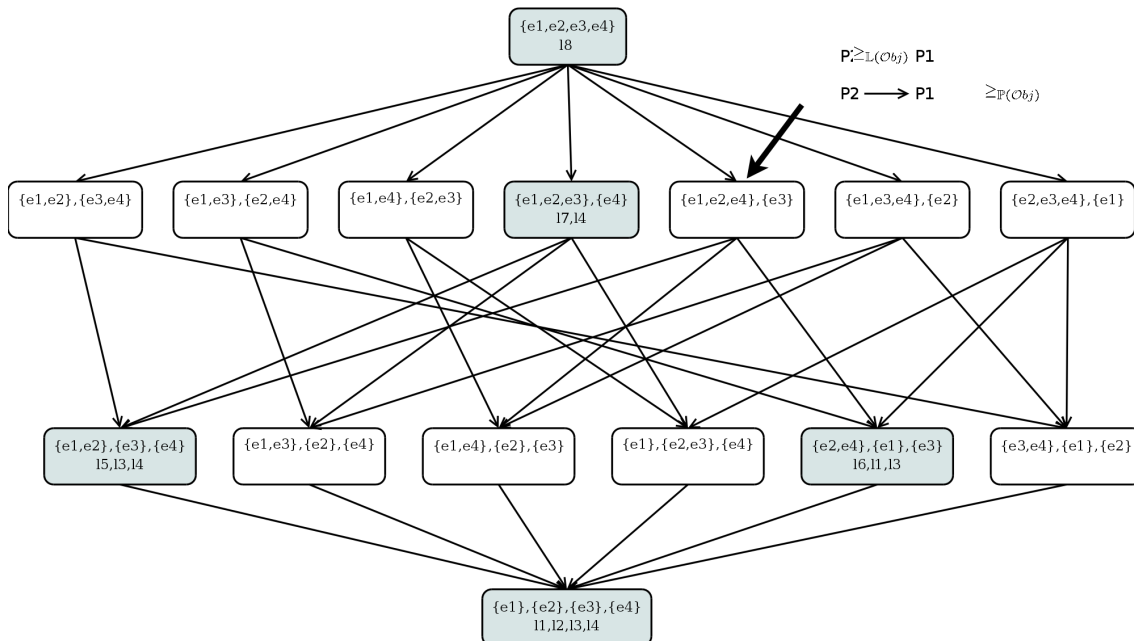 {e1,e2,e3,e4}
l8
P2 ≥𝕃(𝒪bj) P1
P2 P1 ≥ℙ(𝒪bj)
{e1,e2},{e3,e4}
{e1,e3},{e2,e4}
{e1,e4},{e2,e3}
{e1,e2,e3},{e4}
l7,l4
{e1,e2,e4},{e3}
{e1,e3,e4},{e2}
{e2,e3,e4},{e1}
{e1,e2},{e3},{e4}
l5,l3,l4
{e1,e3},{e2},{e4}
{e1,e4},{e2},{e3}
{e1},{e2,e3},{e4}
{e2,e4},{e1},{e3}
l6,l1,l3
{e3,e4},{e1},{e2}
{e1},{e2},{e3},{e4}
l1,l2,l3,l4